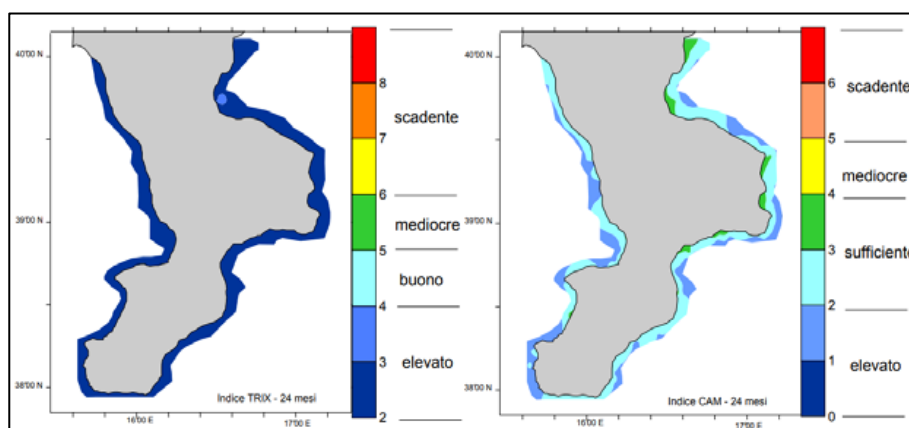 40°00 N
39°00 N
38°00 N
16°00 E
17°00 E
Indice TRIX - 24 mesi
8
7
6
5
4
3
2
scadente
mediocre
buono
elevato
40°00 N
39°00 N
38°00 N
16°00 E
17°00 E
Indice CAM - 24 mesi
6
5
4
3
2
1
0
scadente
mediocre
sufficiente
elevato